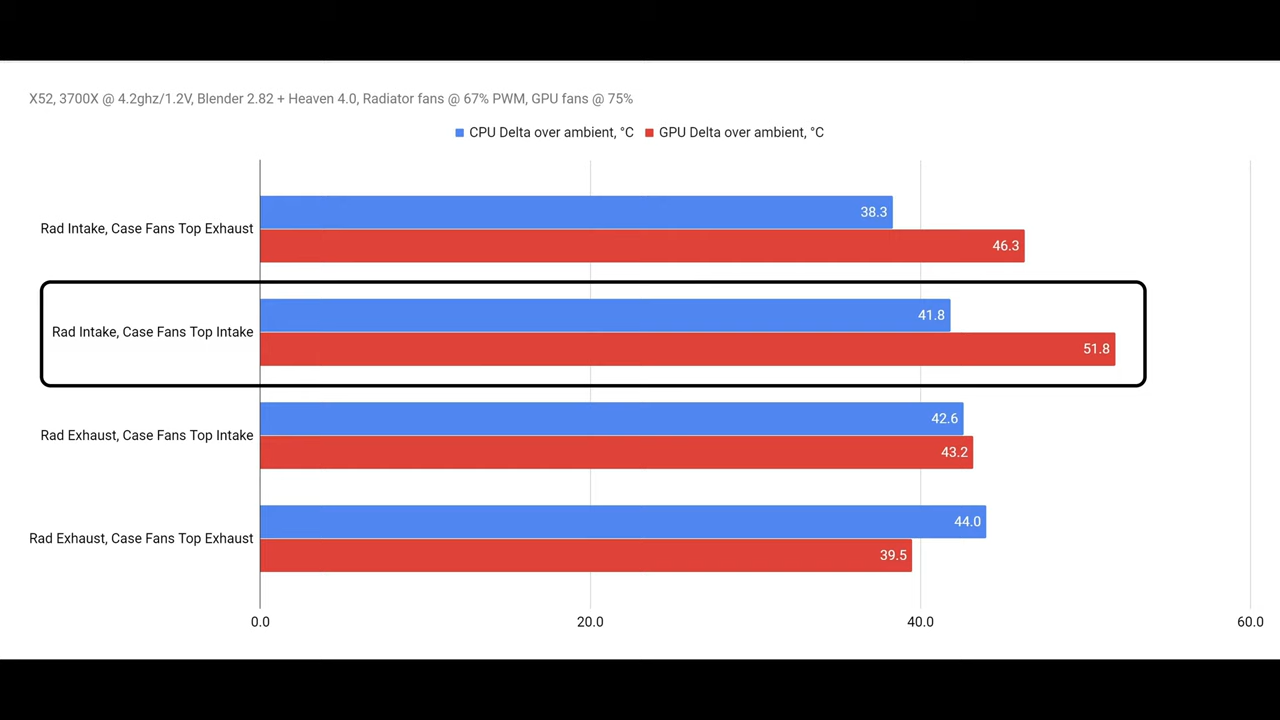 X52, 3700X @ 4.2ghz/1.2V, Blender 2.82 + Heaven 4.0, Radiator fans @ 67% PWM, GPU fans @ 75%
CPU Delta over ambient, °C GPU Delta over ambient, °C
Rad Intake, Case Fans Top Exhaust
38.3
46.3
Rad Intake, Case Fans Top Intake
41.8
51.8
Rad Exhaust, Case Fans Top Intake
42.6
43.2
Rad Exhaust, Case Fans Top Exhaust
44.0
39.5
0.0 20.0 40.0 60.0